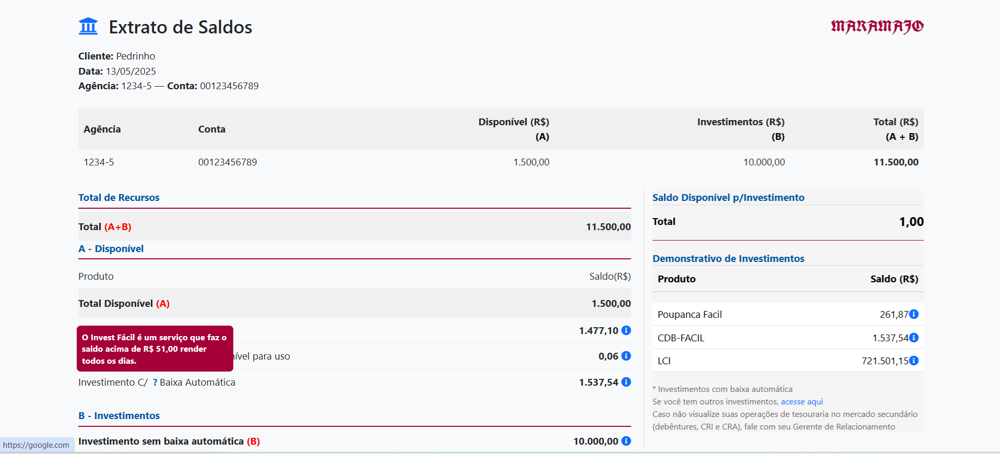 Extrato de Saldos
MARAMAJO
Cliente: Pedrinho
Data: 13/05/2025
Agência: 1234-5 — Conta: 00123456789
Agência Conta Disponível (R$) (A) Investimentos (R$) (B) Total (R$) (A + B)
1234-5 00123456789 1.500,00 10.000,00 11.500,00
Total de Recursos
Total (A+B) 11.500,00
A - Disponível
Produto Saldo(R$)
Total Disponível (A) 1.500,00
O Invest Fácil é um serviço que faz o
saldo acima de R$ 51,00 render
todos os dias.
1.477,10
para uso 0,06
Investimento C/ ? Baixa Automática 1.537,54
B - Investimentos
Investimento sem baixa automática (B) 10.000,00
Saldo Disponível p/Investimento
Total 1,00
Demonstrativo de Investimentos
Produto Saldo (R$)
Poupanca Facil 261,87
CDB-FACIL 1.537,54
LCI 721.501,15
* Investimentos com baixa automática
Se você tem outros investimentos, acesse aqui
Caso não visualize suas operações de tesouraria no mercado secundário
(debêntures, CRI e CRA), fale com seu Gerente de Relacionamento
https://google.com